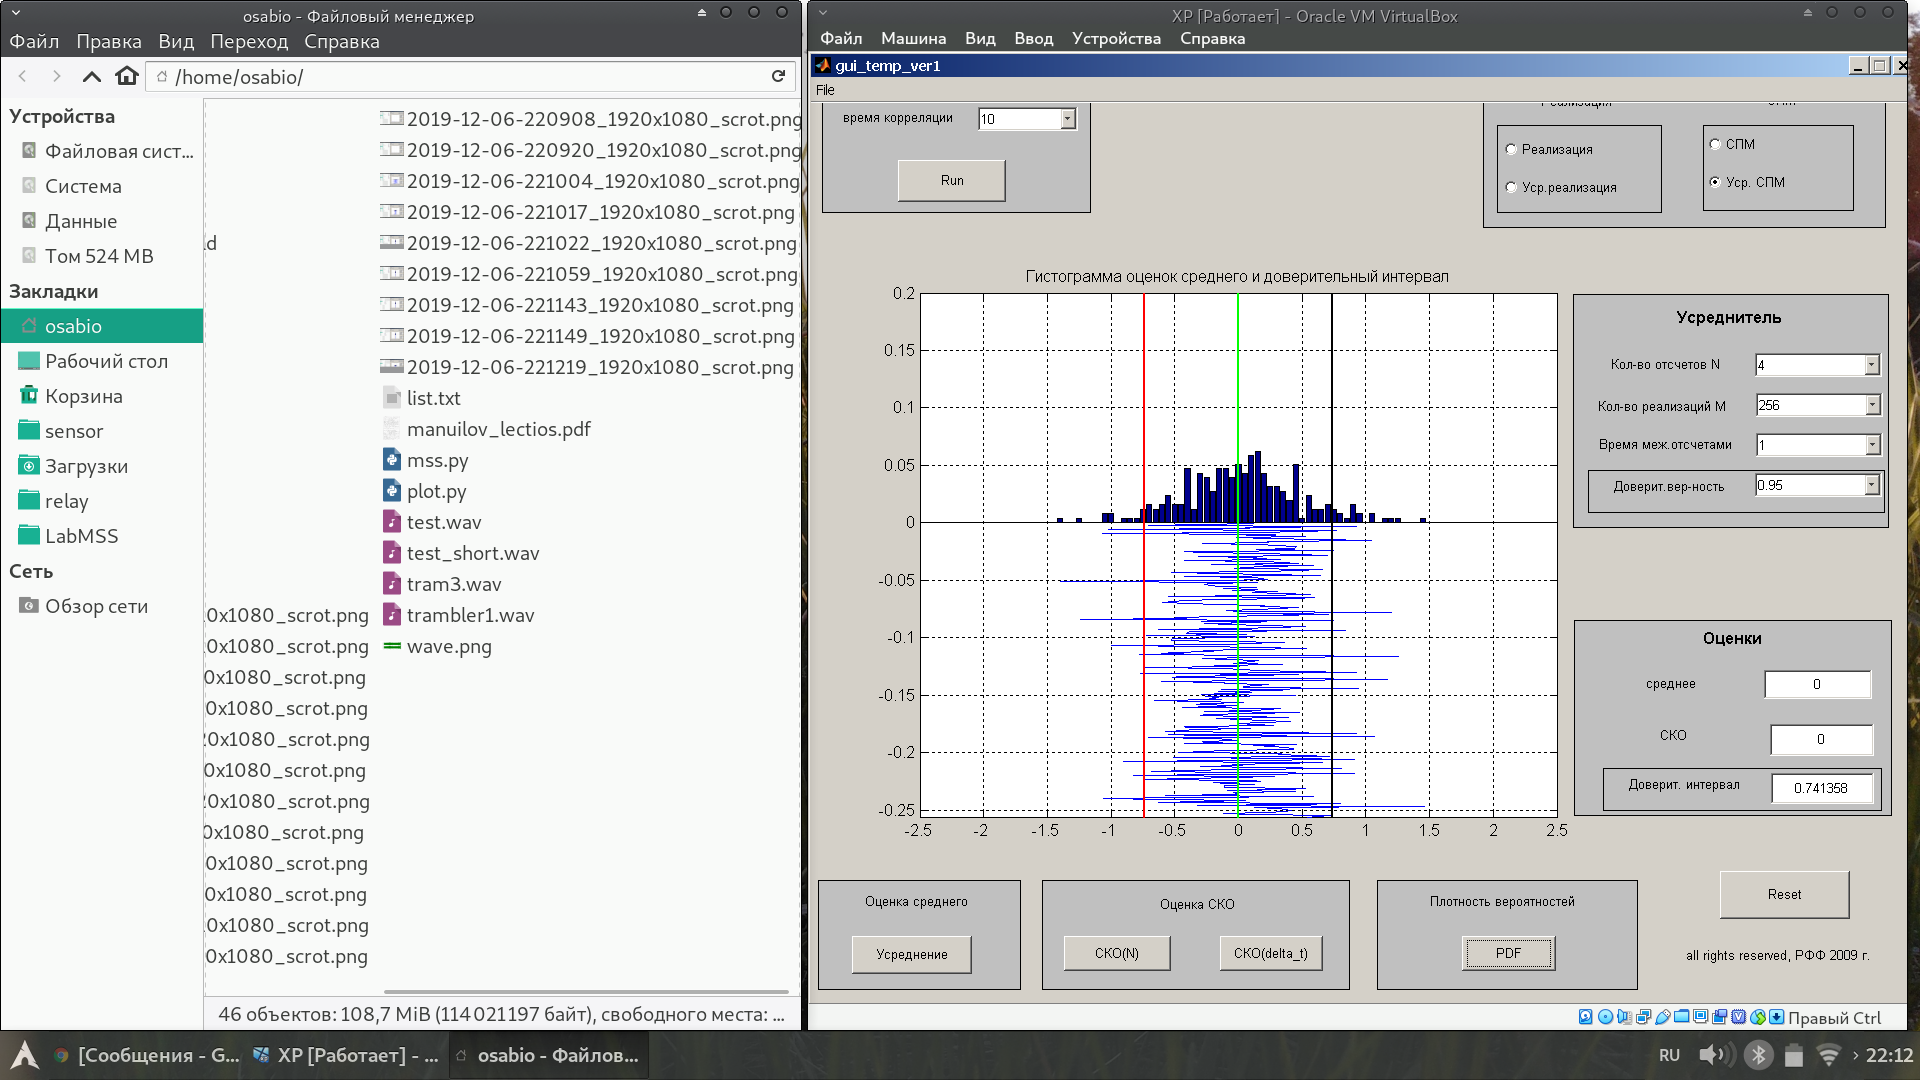 osabio - Файловый менеджер
Файл Правка Вид Переход Справка
/home/osabio/
Устройства
Файловая сист...
Система
Данные
Том 524 MB
Закладки
osabio
Рабочий стол
Корзина
sensor
Загрузки
relay
LabMSS
Сеть
Обзор сети
.d
0x1080_scrot.png
0x1080_scrot.png
0x1080_scrot.png
0x1080_scrot.png
20x1080_scrot.png
0x1080_scrot.png
20x1080_scrot.png
0x1080_scrot.png
0x1080_scrot.png
0x1080_scrot.png
0x1080_scrot.png
0x1080_scrot.png
2019-12-06-220908_1920x1080_scrot.png
2019-12-06-220920_1920x1080_scrot.png
2019-12-06-221004_1920x1080_scrot.png
2019-12-06-221017_1920x1080_scrot.png
2019-12-06-221022_1920x1080_scrot.png
2019-12-06-221059_1920x1080_scrot.png
2019-12-06-221143_1920x1080_scrot.png
2019-12-06-221149_1920x1080_scrot.png
2019-12-06-221219_1920x1080_scrot.png
list.txt
manuilov_lectios.pdf
mss.py
plot.py
test.wav
test_short.wav
tram3.wav
trambler1.wav
wave.png
46 объектов: 108,7 MiB (114 021 197 байт), свободного места: ...
XP [Работает] - Oracle VM VirtualBox
Файл Машина Вид Ввод Устройства Справка
gui_temp_ver1
File
время корреляции 10
Run
Реализация
Реализация
Уср.реализация
СПМ
СПМ
Уср. СПМ
Гистограмма оценок среднего и доверительный интервал
0.2
0.15
0.1
0.05
0
-0.05
-0.1
-0.15
-0.2
-0.25
-2.5 -2 -1.5 -1 -0.5 0 0.5 1 1.5 2 2.5
Усреднитель
Кол-во отсчетов N 4
Кол-во реализаций M 256
Время меж.отсчетами 1
Доверит.вер-ность 0.95
Оценки
среднее 0
СКО 0
Доверит. интервал 0.741358
Оценка среднего
Усреднение
Оценка СКО
СКО(N) СКО(delta_t)
Плотность вероятностей
PDF
Reset
all rights reserved, РФФ 2009 г.
Правый Ctrl
[Сообщения - G... XP [Работает] - ... osabio - Файлов...
RU 22:12